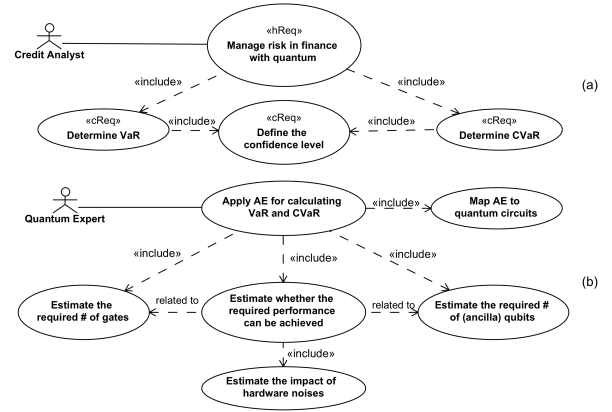 «hReq»
Manage risk in finance
with quantum
Credit Analyst
«include»
«include»
(a)
«cReq»
Determine VaR
«include»
«cReq»
Define the
confidence level
«include»
«cReq»
Determine CVaR
Quantum Expert
Apply AE for calculating
VaR and CVaR
«include»
Map AE to
quantum circuits
«include»
«include»
«include»
(b)
Estimate the
required # of gates
related to
Estimate whether the
required performance
can be achieved
related to
Estimate the required #
of (ancilla) qubits
«include»
Estimate the impact of
hardware noises